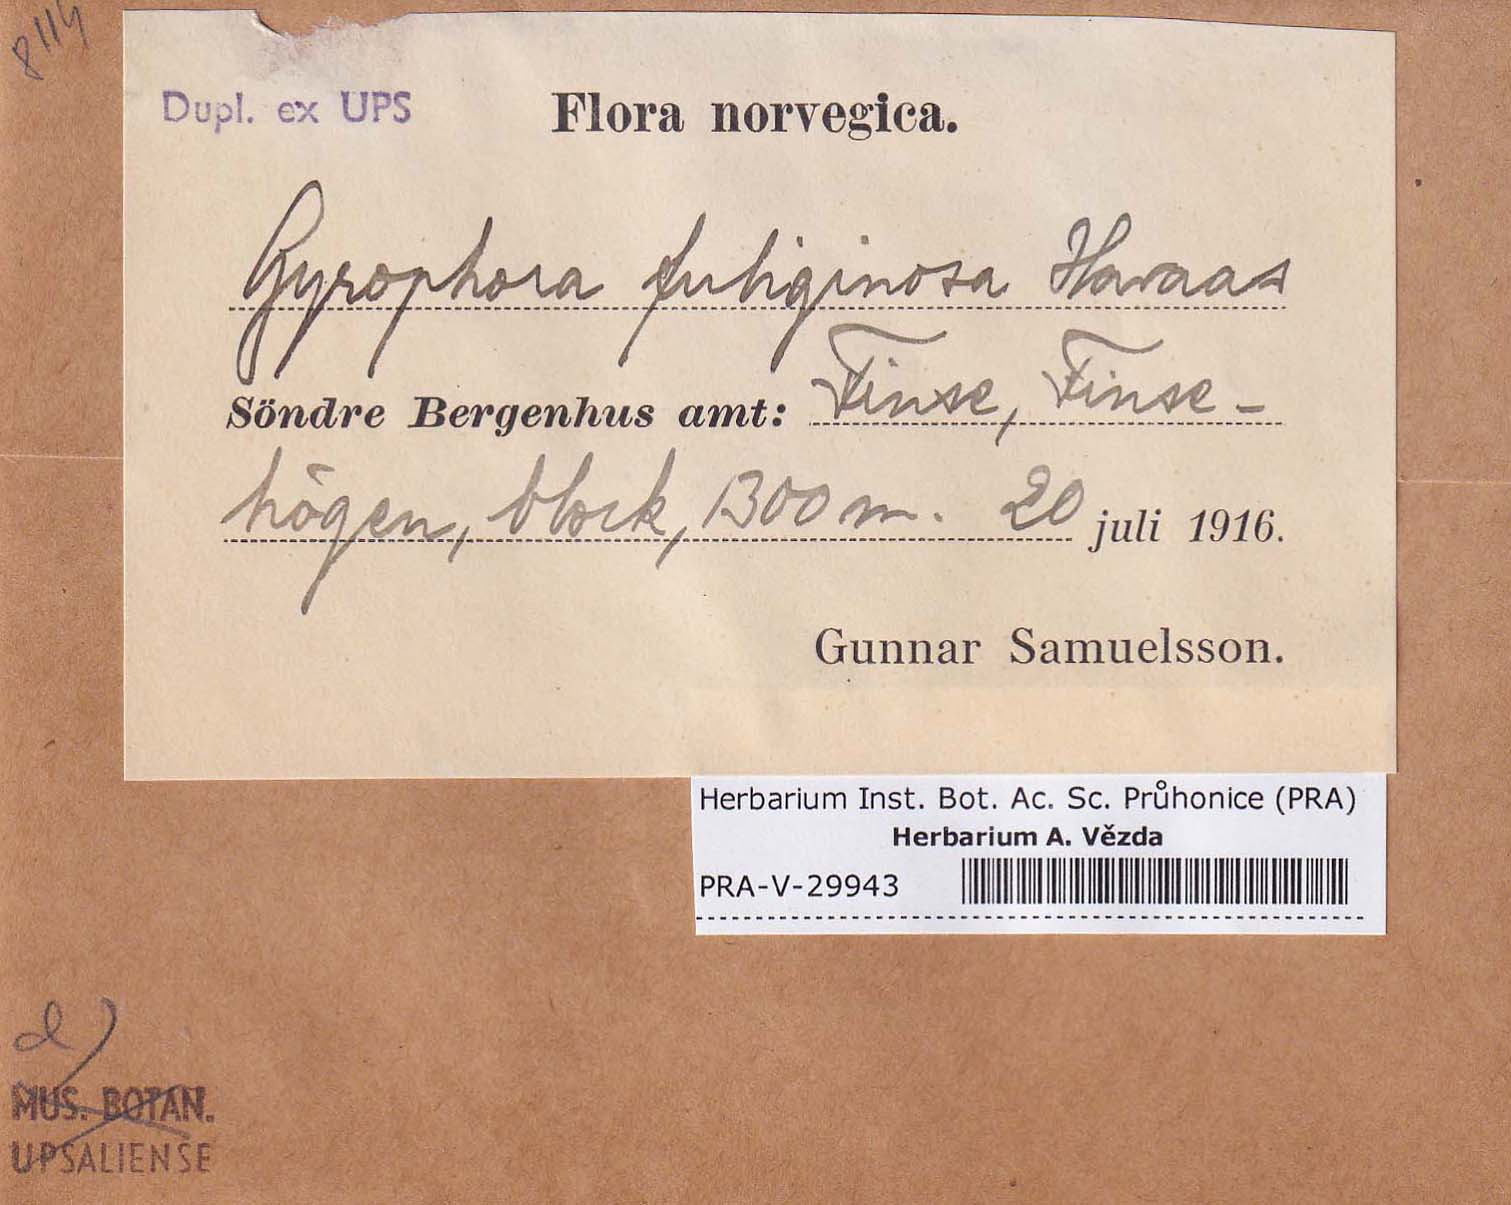 8114
Dupl. ex UPS
Flora norvegica.
Gyrophora fuliginosa Havaas
Söndre Bergenhus amt: Finse, Finse-
högen, block, 1300 m. 20 juli 1916.
Gunnar Samuelsson.
Herbarium Inst. Bot. Ac. Sc. Průhonice (PRA)
Herbarium A. Vězda
PRA-V-29943
d)
MUS. BOTAN.
UPSALIENSE